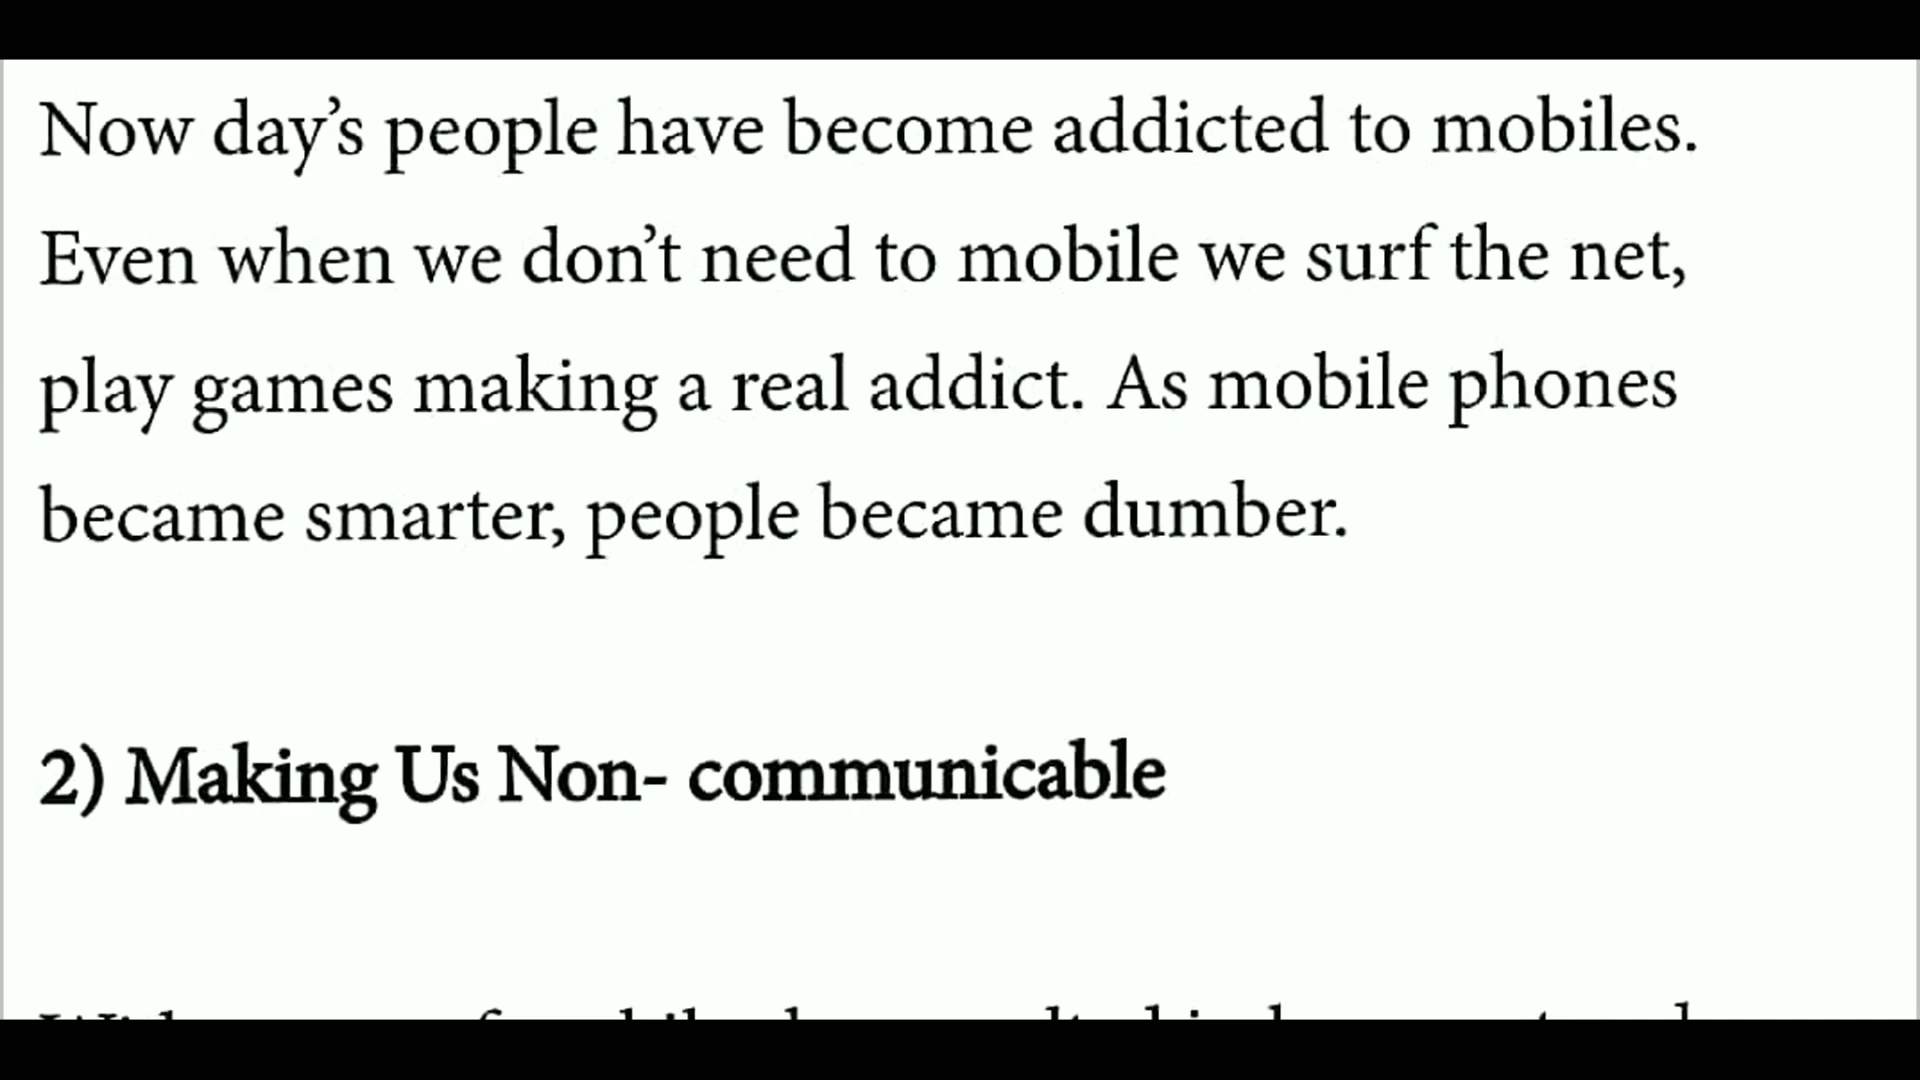 Now day’s people have become addicted to mobiles.
Even when we don’t need to mobile we surf the net,
play games making a real addict. As mobile phones
became smarter, people became dumber.
2) Making Us Non- communicable